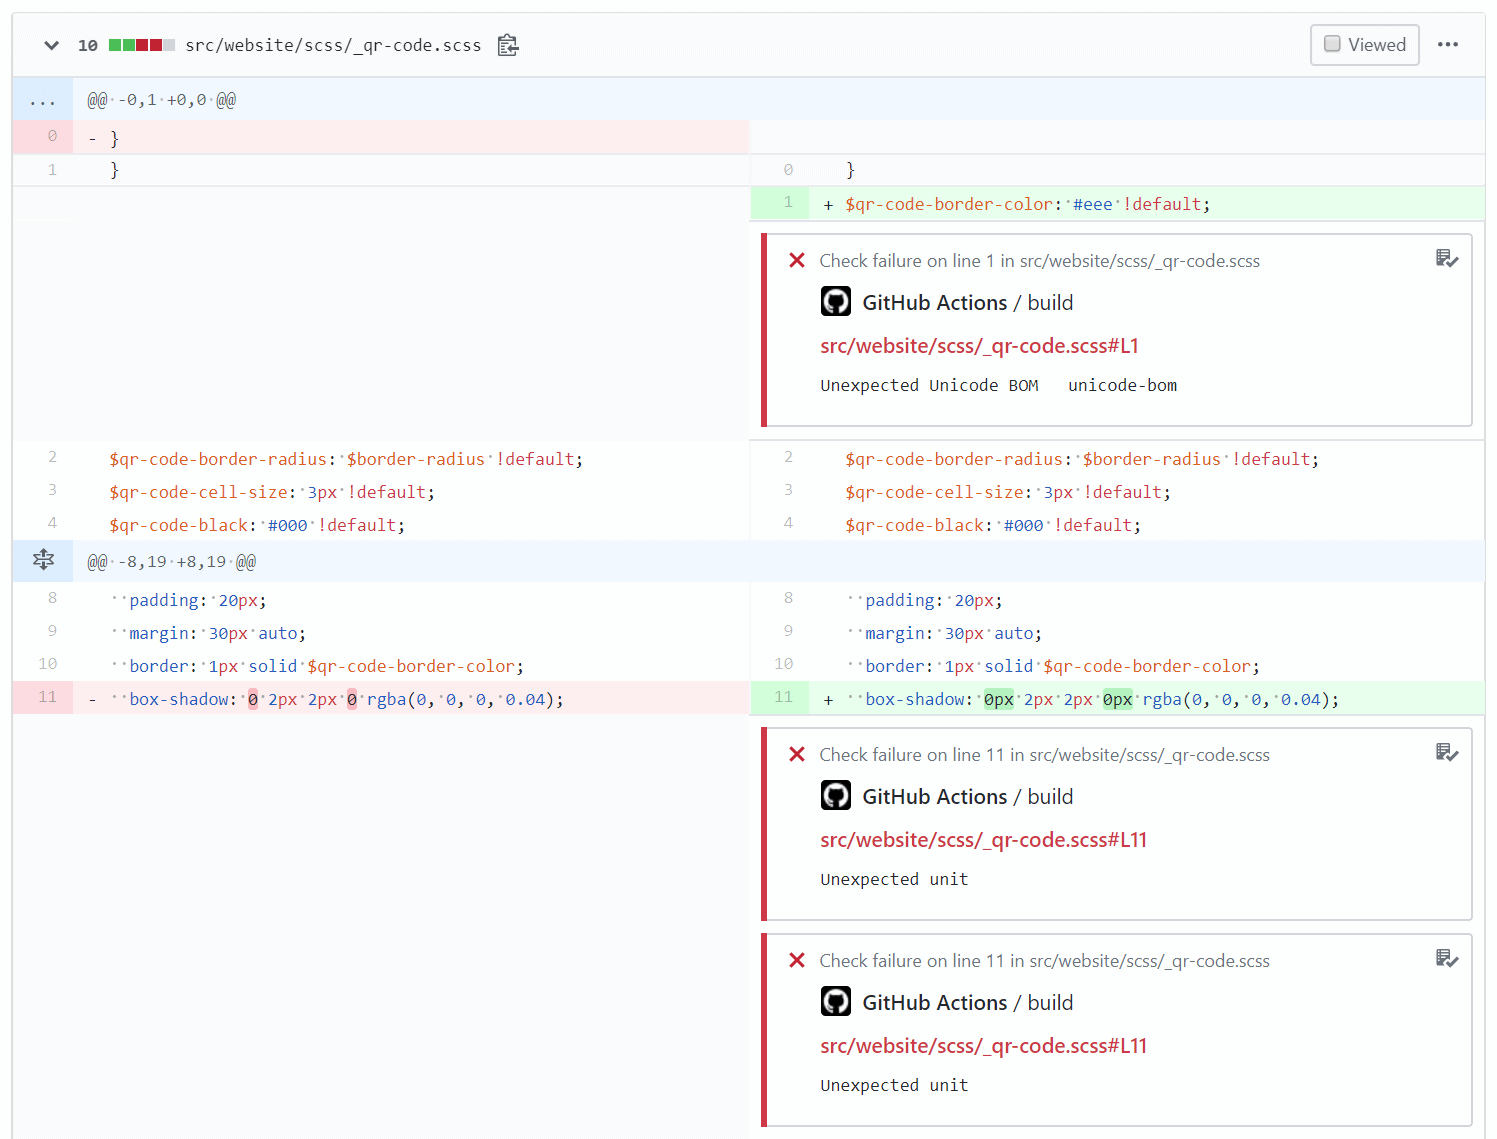 10 src/website/scss/_qr-code.scss Viewed
... @@ -0,1 +0,0 @@
0 - }
1 } 0 }
1 + $qr-code-border-color: #eee !default;
Check failure on line 1 in src/website/scss/_qr-code.scss
GitHub Actions / build
src/website/scss/_qr-code.scss#L1
Unexpected Unicode BOM   unicode-bom
2 $qr-code-border-radius: $border-radius !default; 2 $qr-code-border-radius: $border-radius !default;
3 $qr-code-cell-size: 3px !default; 3 $qr-code-cell-size: 3px !default;
4 $qr-code-black: #000 !default; 4 $qr-code-black: #000 !default;
@@ -8,19 +8,19 @@
8 padding: 20px; 8 padding: 20px;
9 margin: 30px auto; 9 margin: 30px auto;
10 border: 1px solid $qr-code-border-color; 10 border: 1px solid $qr-code-border-color;
11 - box-shadow: 0 2px 2px 0 rgba(0, 0, 0, 0.04); 11 + box-shadow: 0px 2px 2px 0px rgba(0, 0, 0, 0.04);
Check failure on line 11 in src/website/scss/_qr-code.scss
GitHub Actions / build
src/website/scss/_qr-code.scss#L11
Unexpected unit
Check failure on line 11 in src/website/scss/_qr-code.scss
GitHub Actions / build
src/website/scss/_qr-code.scss#L11
Unexpected unit